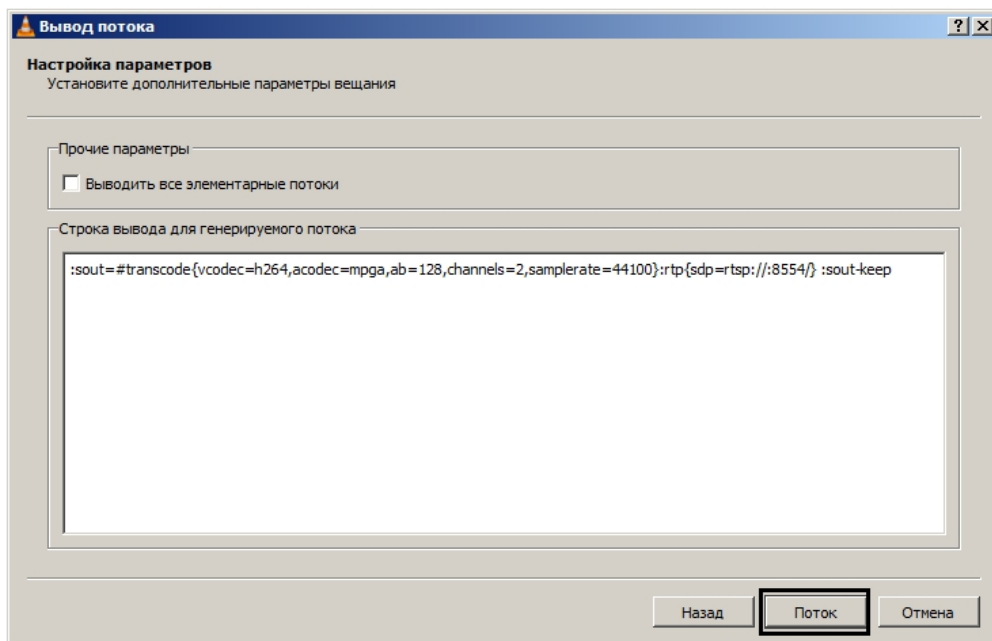 Вывод потока
Настройка параметров
Установите дополнительные параметры вещания
Прочие параметры
Выводить все элементарные потоки
Строка вывода для генерируемого потока
:sout=#transcode{vcodec=h264,acodec=mpga,ab=128,channels=2,samplerate=44100}:rtp{sdp=rtsp://:8554/} :sout-keep
Назад Поток Отмена